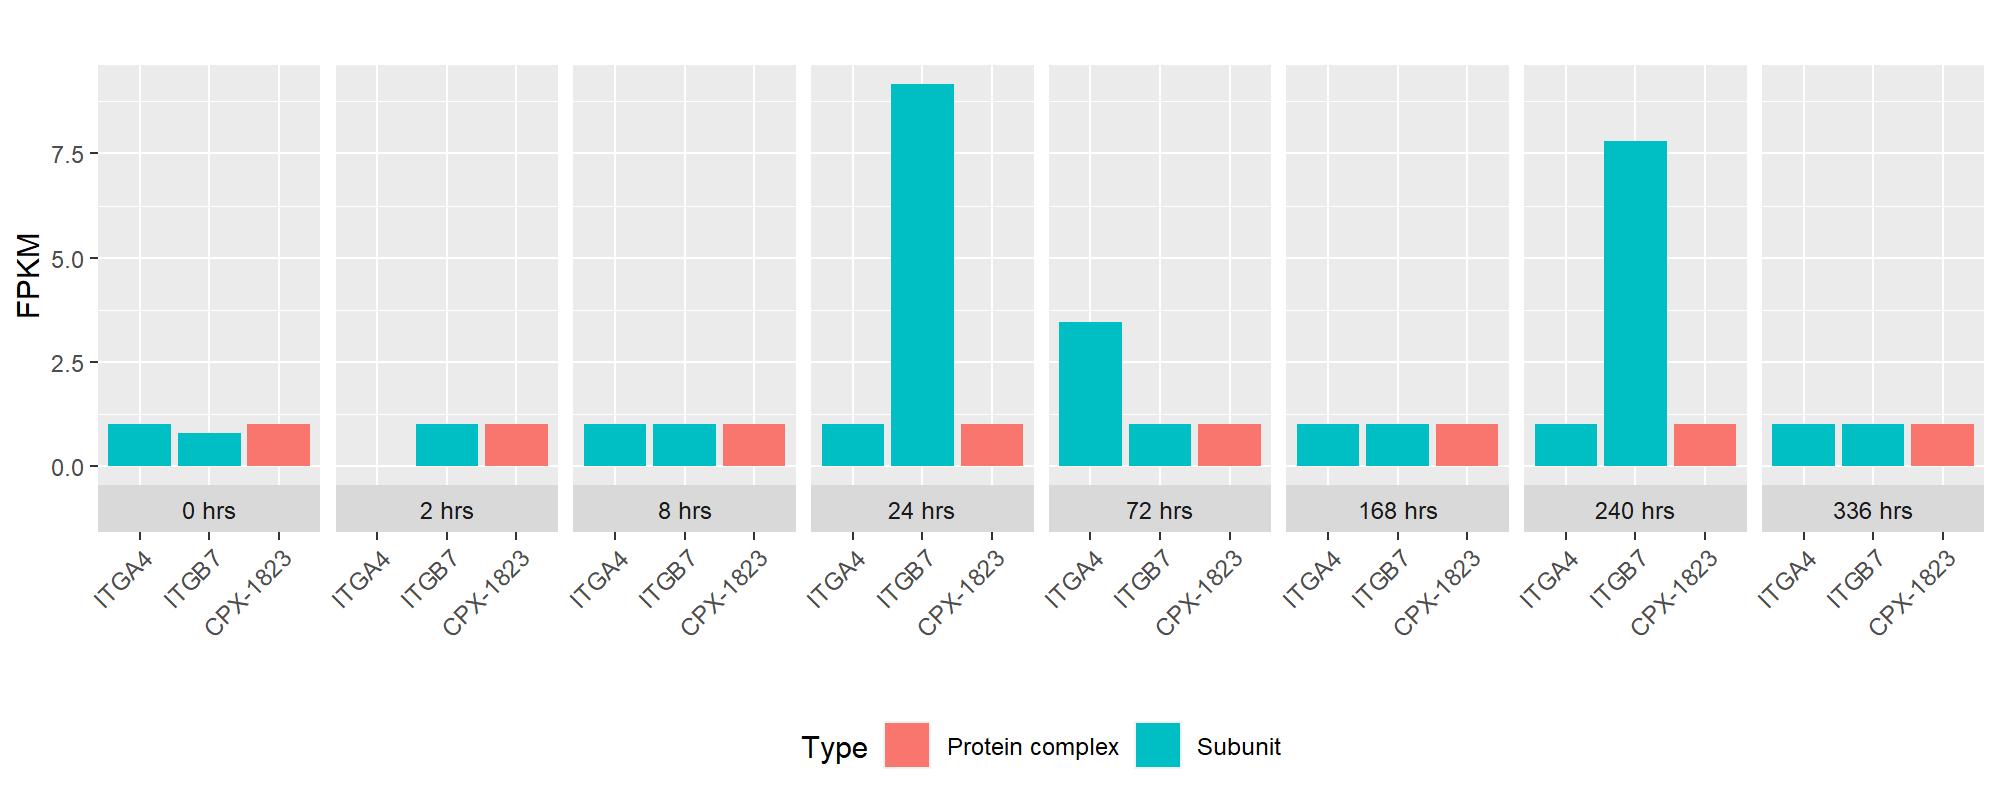 FPKM
7.5
5.0
2.5
0.0
0 hrs
2 hrs
8 hrs
24 hrs
72 hrs
168 hrs
240 hrs
336 hrs
ITGA4
ITGB7
CPX-1823
ITGA4
ITGB7
CPX-1823
ITGA4
ITGB7
CPX-1823
ITGA4
ITGB7
CPX-1823
ITGA4
ITGB7
CPX-1823
ITGA4
ITGB7
CPX-1823
ITGA4
ITGB7
CPX-1823
ITGA4
ITGB7
CPX-1823
Type Protein complex Subunit